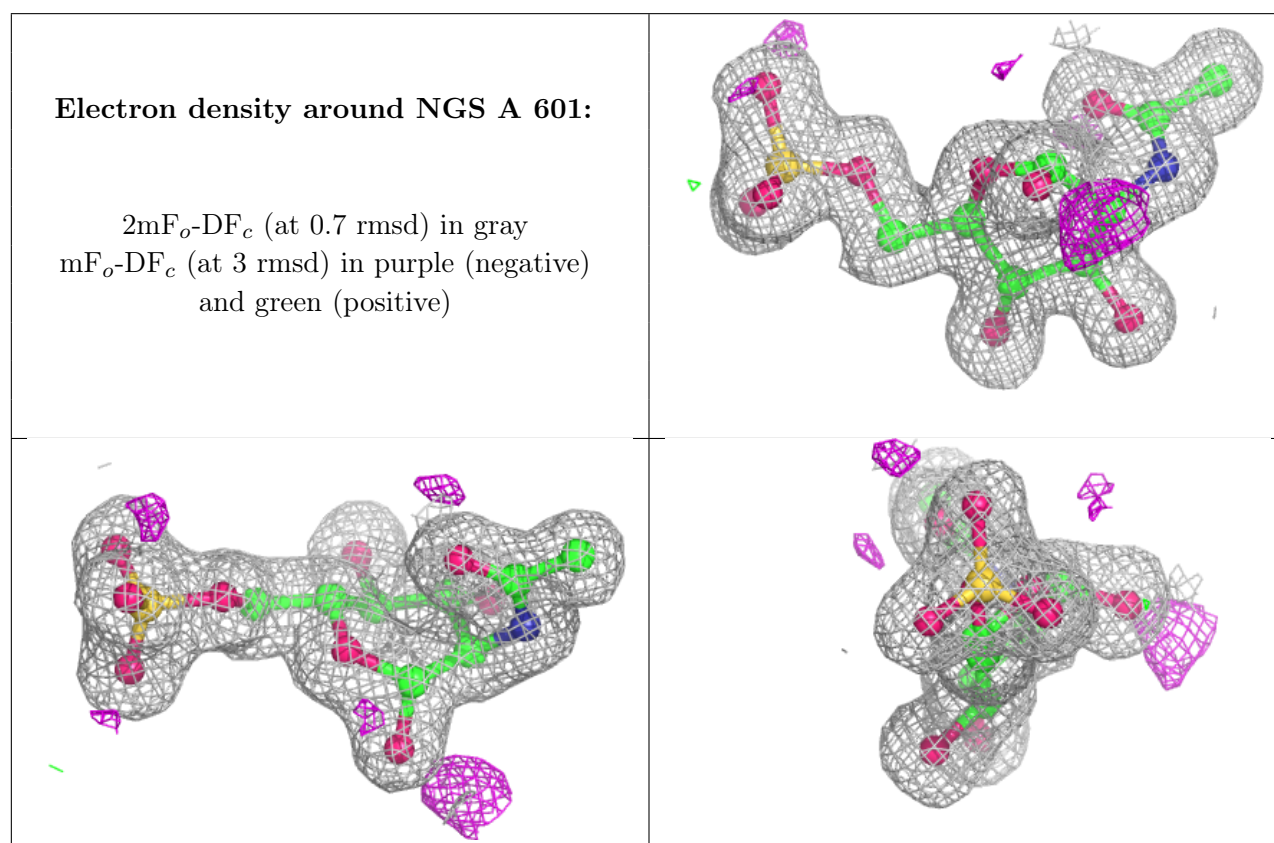 Electron density around NGS A 601:
2mFo-DFc (at 0.7 rmsd) in gray
mFo-DFc (at 3 rmsd) in purple (negative)
and green (positive)